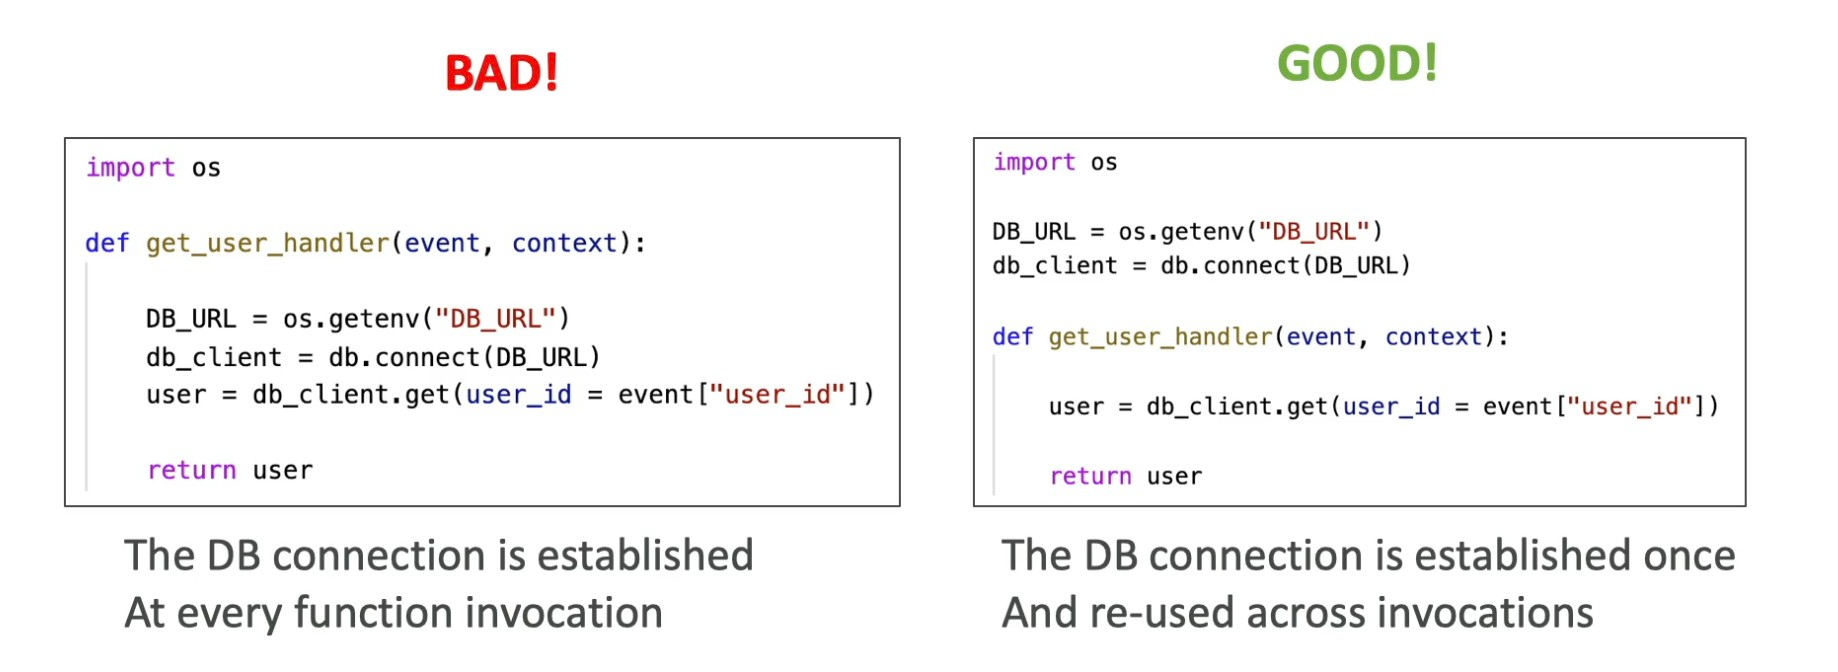 BAD!
import os
def get_user_handler(event, context):
DB_URL = os.getenv("DB_URL")
db_client = db.connect(DB_URL)
user = db_client.get(user_id = event["user_id"])
return user
The DB connection is established
At every function invocation
GOOD!
import os
DB_URL = os.getenv("DB_URL")
db_client = db.connect(DB_URL)
def get_user_handler(event, context):
user = db_client.get(user_id = event["user_id"])
return user
The DB connection is established once
And re-used across invocations